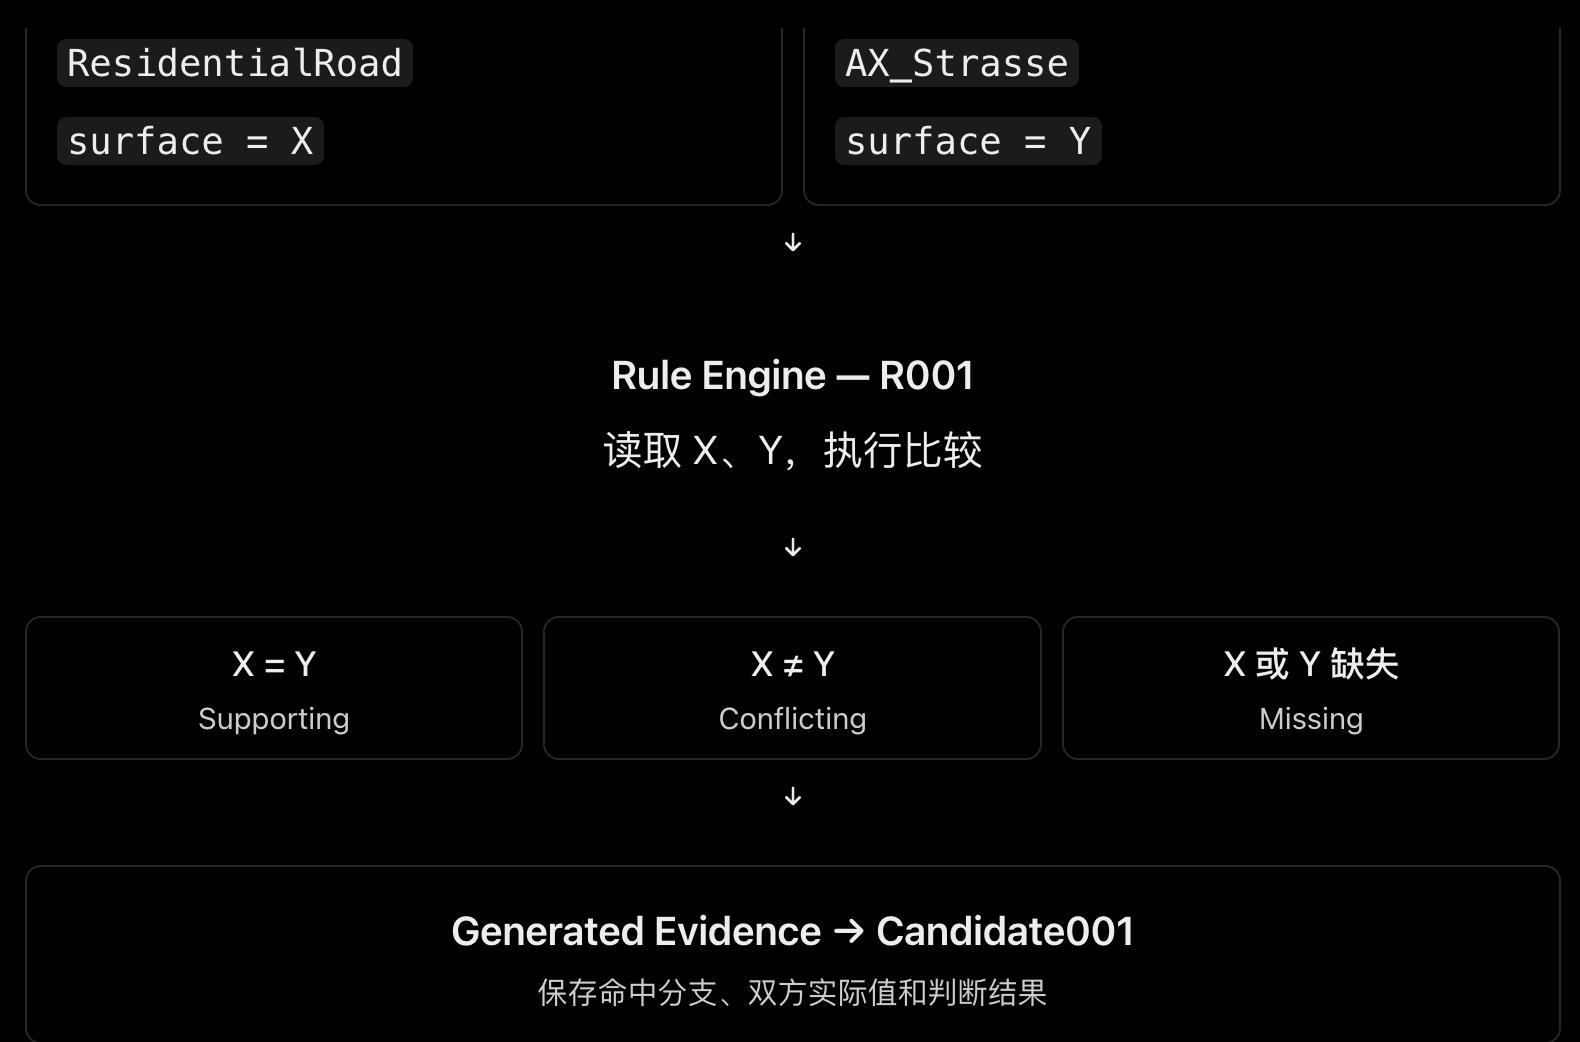 ResidentialRoad
surface = X
AX_Strasse
surface = Y
↓
Rule Engine — R001
读取 X、Y，执行比较
↓
X = Y
Supporting
X ≠ Y
Conflicting
X 或 Y 缺失
Missing
↓
Generated Evidence → Candidate001
保存命中分支、双方实际值和判断结果